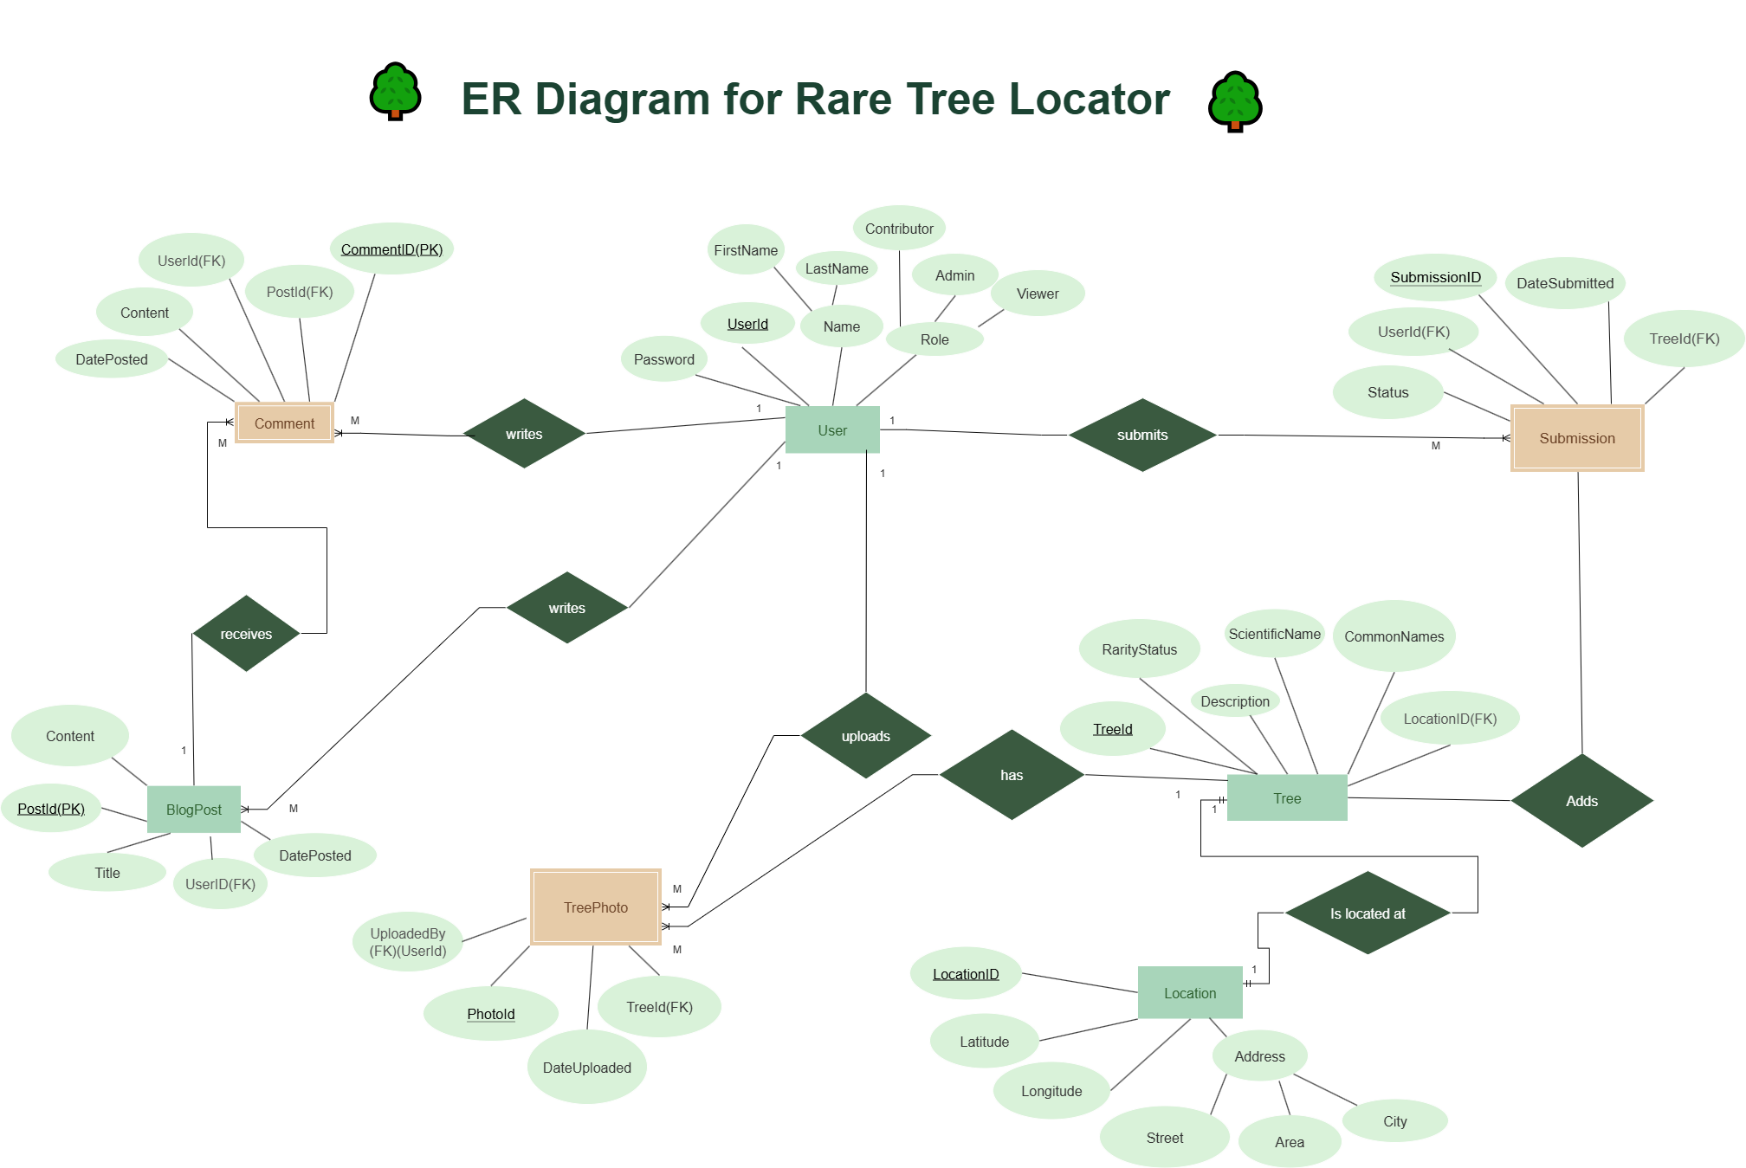 ER Diagram for Rare Tree Locator
Contributor
CommentID(PK)
FirstName
UserId(FK)
LastName
Admin
SubmissionID
DateSubmitted
PostId(FK)
Viewer
Content
UserId
Name
Role
UserId(FK)
TreeId(FK)
DatePosted
Password
Status
Comment
M
M
writes
1
User
1
1
1
submits
M
Submission
writes
receives
RarityStatus
ScientificName
CommonNames
Description
LocationID(FK)
TreeId
Content
1
uploads
has
PostId(PK)
BlogPost
M
1
1
Tree
Adds
Title
UserID(FK)
DatePosted
M
TreePhoto
M
Is located at
UploadedBy
(FK)(UserId)
LocationID
1
Location
PhotoId
TreeId(FK)
DateUploaded
Latitude
Address
Longitude
Street
Area
City